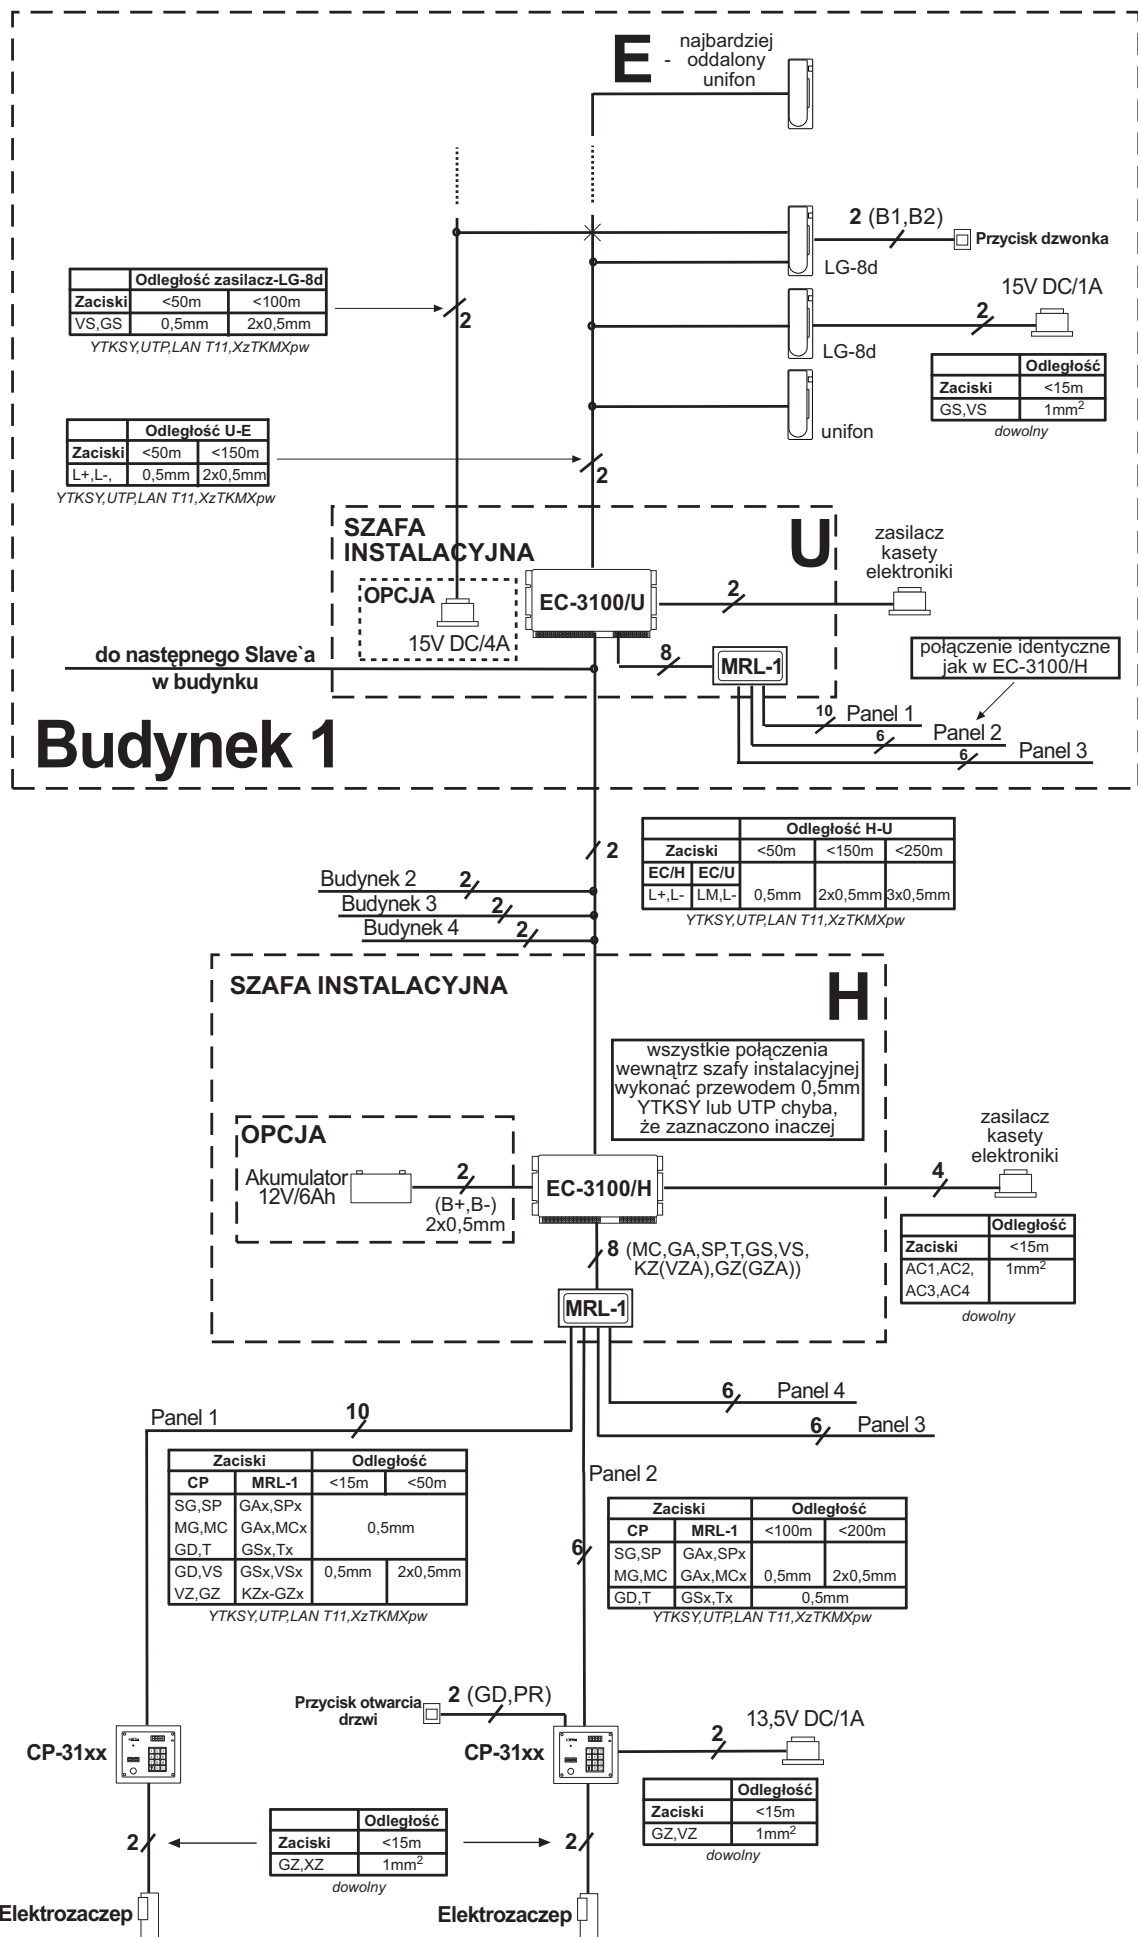 E
- najbardziej
oddalony
unifon
2 (B1,B2)
Przycisk dzwonka
LG-8d
Odległość zasilacz-LG-8d
Zaciski <50m <100m
VS,GS 0,5mm 2x0,5mm
YTKSY,UTP,LAN T11,XzTKMXpw
2
15V DC/1A
2
LG-8d
Odległość
Zaciski <15m
GS,VS 1mm²
dowolny
unifon
Odległość U-E
Zaciski <50m <150m
L+,L-, 0,5mm 2x0,5mm
YTKSY,UTP,LAN T11,XzTKMXpw
2
SZAFA
INSTALACYJNA
U
zasilacz
kasety
elektroniki
OPCJA
15V DC/4A
EC-3100/U
2
do następnego Slave`a
w budynku
8
MRL-1
połączenie identyczne
jak w EC-3100/H
10 Panel 1
6 Panel 2
6 Panel 3
Budynek 1
2
Odległość H-U
Zaciski <50m <150m <250m
EC/H EC/U
L+,L- LM,L- 0,5mm 2x0,5mm 3x0,5mm
YTKSY,UTP,LAN T11,XzTKMXpw
Budynek 2 2
Budynek 3 2
Budynek 4 2
SZAFA INSTALACYJNA
H
wszystkie połączenia
wewnątrz szafy instalacyjnej
wykonać przewodem 0,5mm
YTKSY lub UTP chyba,
że zaznaczono inaczej
OPCJA
Akumulator
12V/6Ah
2
(B+,B-)
2x0,5mm
EC-3100/H
4
zasilacz
kasety
elektroniki
Odległość
Zaciski <15m
AC1,AC2, 1mm²
AC3,AC4
dowolny
8 (MC,GA,SP,T,GS,VS,
KZ(VZA),GZ(GZA))
MRL-1
6 Panel 4
6 Panel 3
Panel 1 10
Zaciski Odległość
CP MRL-1 <15m <50m
SG,SP GAx,SPx
MG,MC GAx,MCx 0,5mm
GD,T GSx,Tx
GD,VS GSx,VSx 0,5mm 2x0,5mm
VZ,GZ KZx-GZx
YTKSY,UTP,LAN T11,XzTKMXpw
Panel 2
6
Zaciski Odległość
CP MRL-1 <100m <200m
SG,SP GAx,SPx
MG,MC GAx,MCx 0,5mm 2x0,5mm
GD,T GSx,Tx 0,5mm
YTKSY,UTP,LAN T11,XzTKMXpw
Przycisk otwarcia
drzwi
2 (GD,PR)
CP-31xx
CP-31xx
2
13,5V DC/1A
Odległość
Zaciski <15m
GZ,VZ 1mm²
dowolny
2
Odległość
Zaciski <15m
GZ,XZ 1mm²
dowolny
2
Elektrozaczep
Elektrozaczep